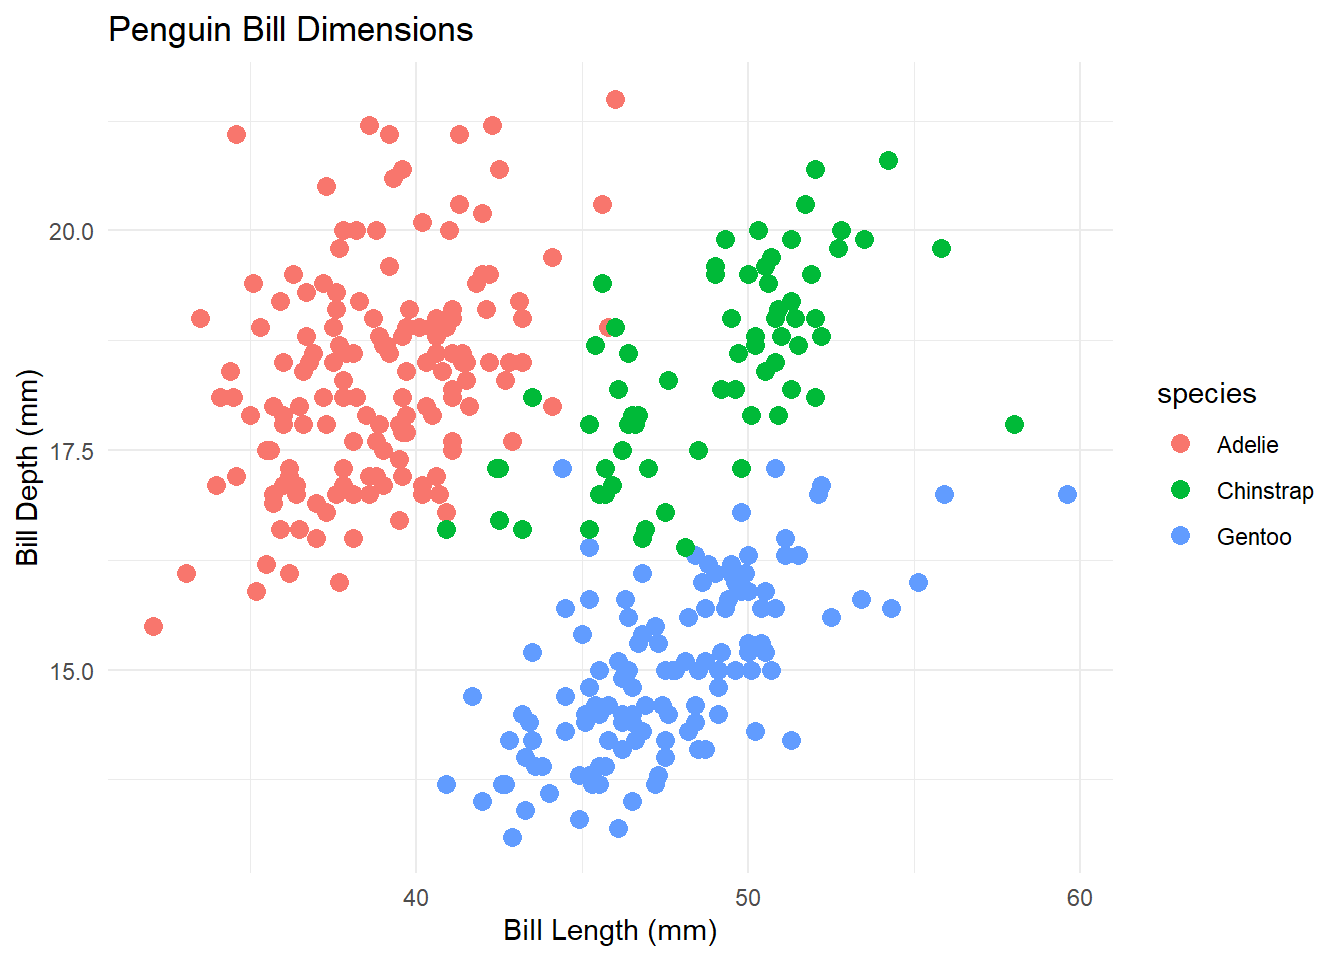 Penguin Bill Dimensions
20.0
17.5
15.0
Bill Depth (mm)
40
50
60
Bill Length (mm)
species
Adelie
Chinstrap
Gentoo